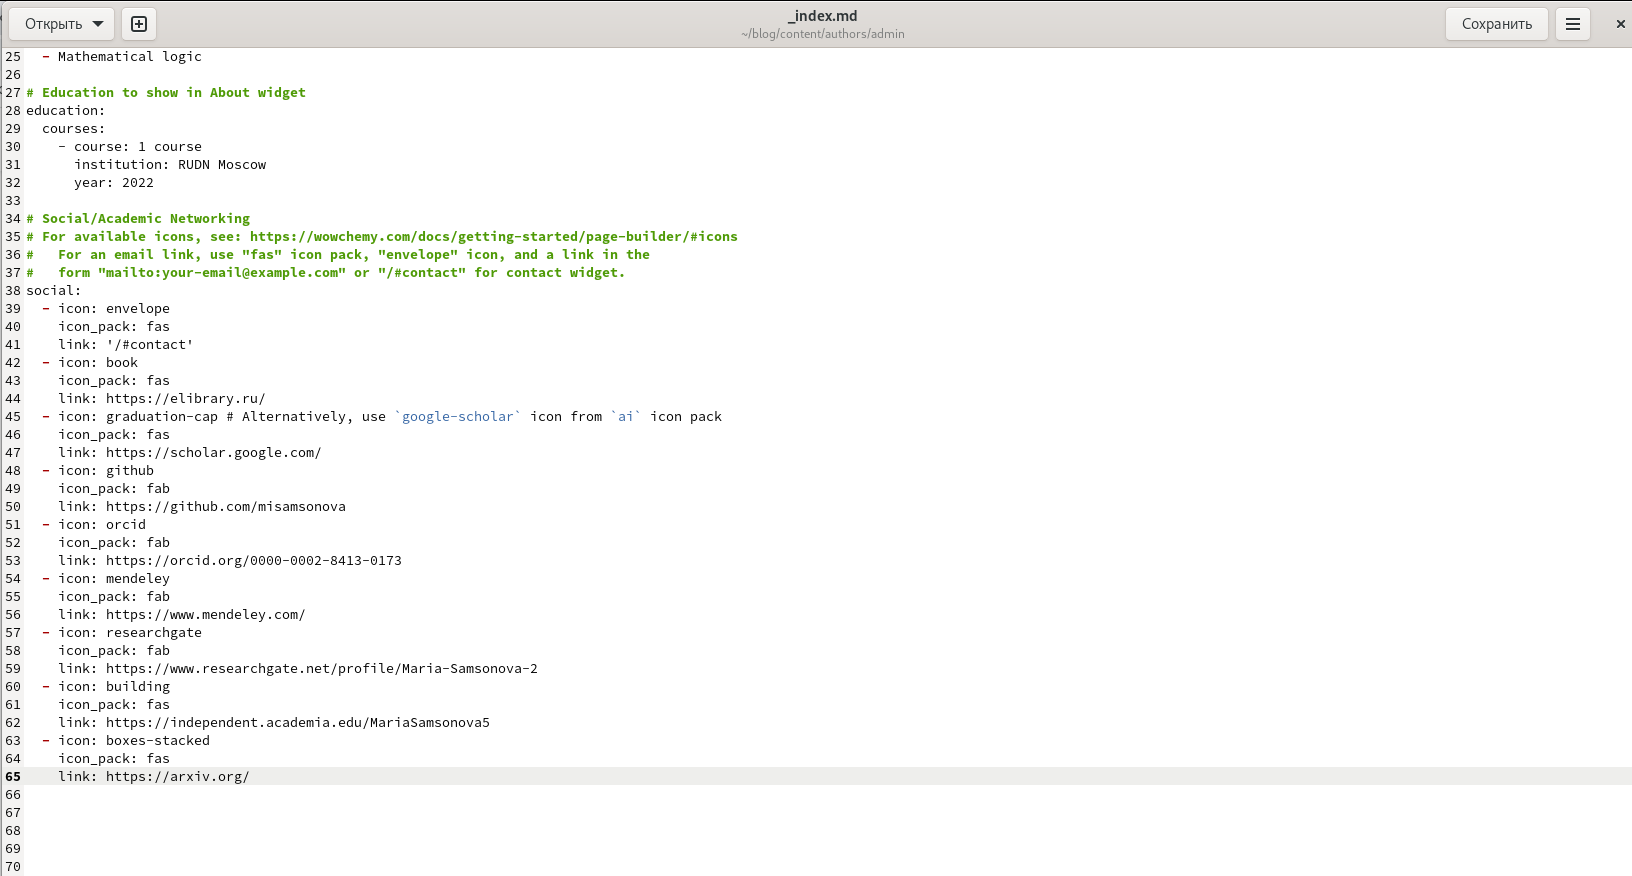 Открыть
_index.md
~/blog/content/authors/admin
Сохранить
25   - Mathematical logic
26
27 # Education to show in About widget
28 education:
29   courses:
30     - course: 1 course
31       institution: RUDN Moscow
32       year: 2022
33
34 # Social/Academic Networking
35 # For available icons, see: https://wowchemy.com/docs/getting-started/page-builder/#icons
36 #   For an email link, use "fas" icon pack, "envelope" icon, and a link in the
37 #   form "mailto:your-email@example.com" or "/#contact" for contact widget.
38 social:
39   - icon: envelope
40     icon_pack: fas
41     link: '/#contact'
42   - icon: book
43     icon_pack: fas
44     link: https://elibrary.ru/
45   - icon: graduation-cap # Alternatively, use `google-scholar` icon from `ai` icon pack
46     icon_pack: fas
47     link: https://scholar.google.com/
48   - icon: github
49     icon_pack: fab
50     link: https://github.com/misamsonova
51   - icon: orcid
52     icon_pack: fab
53     link: https://orcid.org/0000-0002-8413-0173
54   - icon: mendeley
55     icon_pack: fab
56     link: https://www.mendeley.com/
57   - icon: researchgate
58     icon_pack: fab
59     link: https://www.researchgate.net/profile/Maria-Samsonova-2
60   - icon: building
61     icon_pack: fas
62     link: https://independent.academia.edu/MariaSamsonova5
63   - icon: boxes-stacked
64     icon_pack: fas
65     link: https://arxiv.org/
66
67
68
69
70